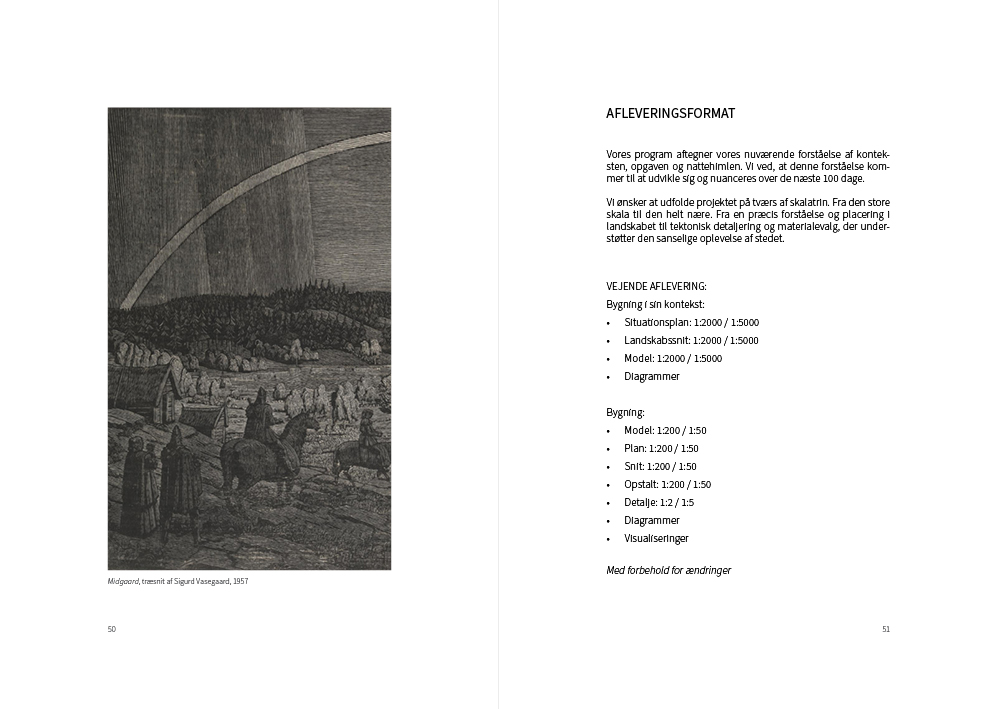 Midgaard, træsnit af Sigurd Vasegaard, 1957
50
AFLEVERINGSFORMAT
Vores program aftegner vores nuværende forståelse af kontek-
sten, opgaven og nattehimlen. Vi ved, at denne forståelse kom-
mer til at udvikle sig og nuanceres over de næste 100 dage.
Vi ønsker at udfolde projektet på tværs af skalatrin. Fra den store
skala til den helt nære. Fra en præcis forståelse og placering i
landskabet til tektonisk detaljering og materialevalg, der under-
støtter den sanselige oplevelse af stedet.
VEJENDE AFLEVERING:
Bygning i sin kontekst:
• Situationsplan: 1:2000 / 1:5000
• Landskabssnit: 1:2000 / 1:5000
• Model: 1:2000 / 1:5000
• Diagrammer
Bygning:
• Model: 1:200 / 1:50
• Plan: 1:200 / 1:50
• Snit: 1:200 / 1:50
• Opstalt: 1:200 / 1:50
• Detalje: 1:2 / 1:5
• Diagrammer
• Visualiseringer
Med forbehold for ændringer
51